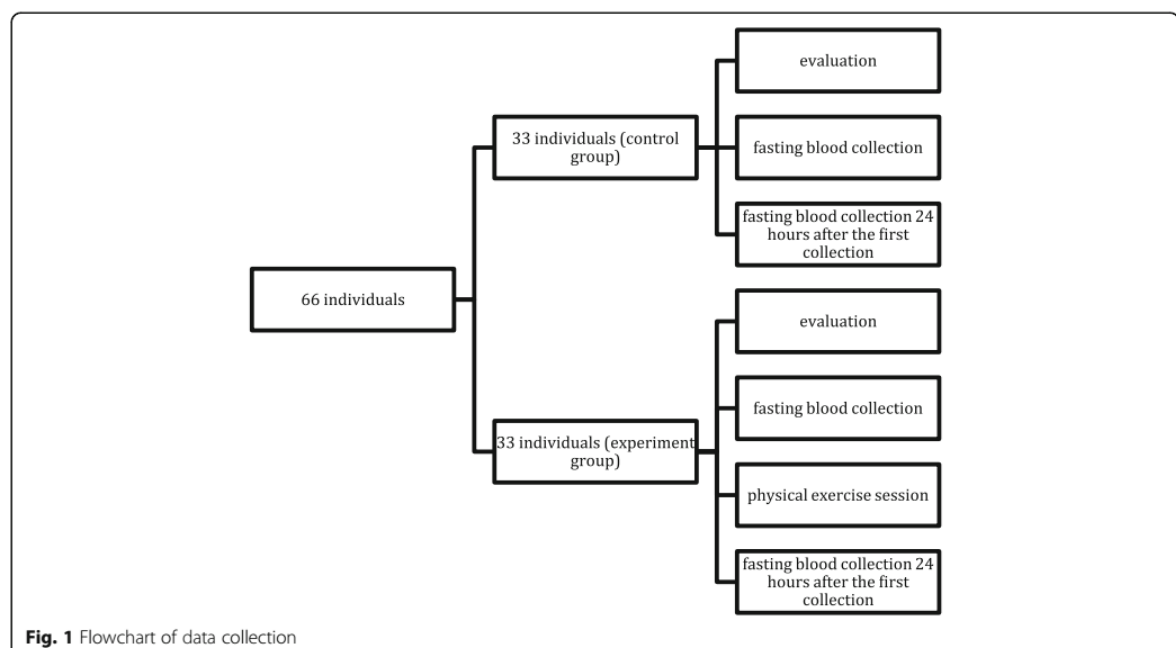 66 individuals
33 individuals (control
group)
evaluation
fasting blood collection
fasting blood collection 24
hours after the first
collection
33 individuals (experiment
group)
evaluation
fasting blood collection
physical exercise session
fasting blood collection 24
hours after the first
collection
Fig. 1 Flowchart of data collection